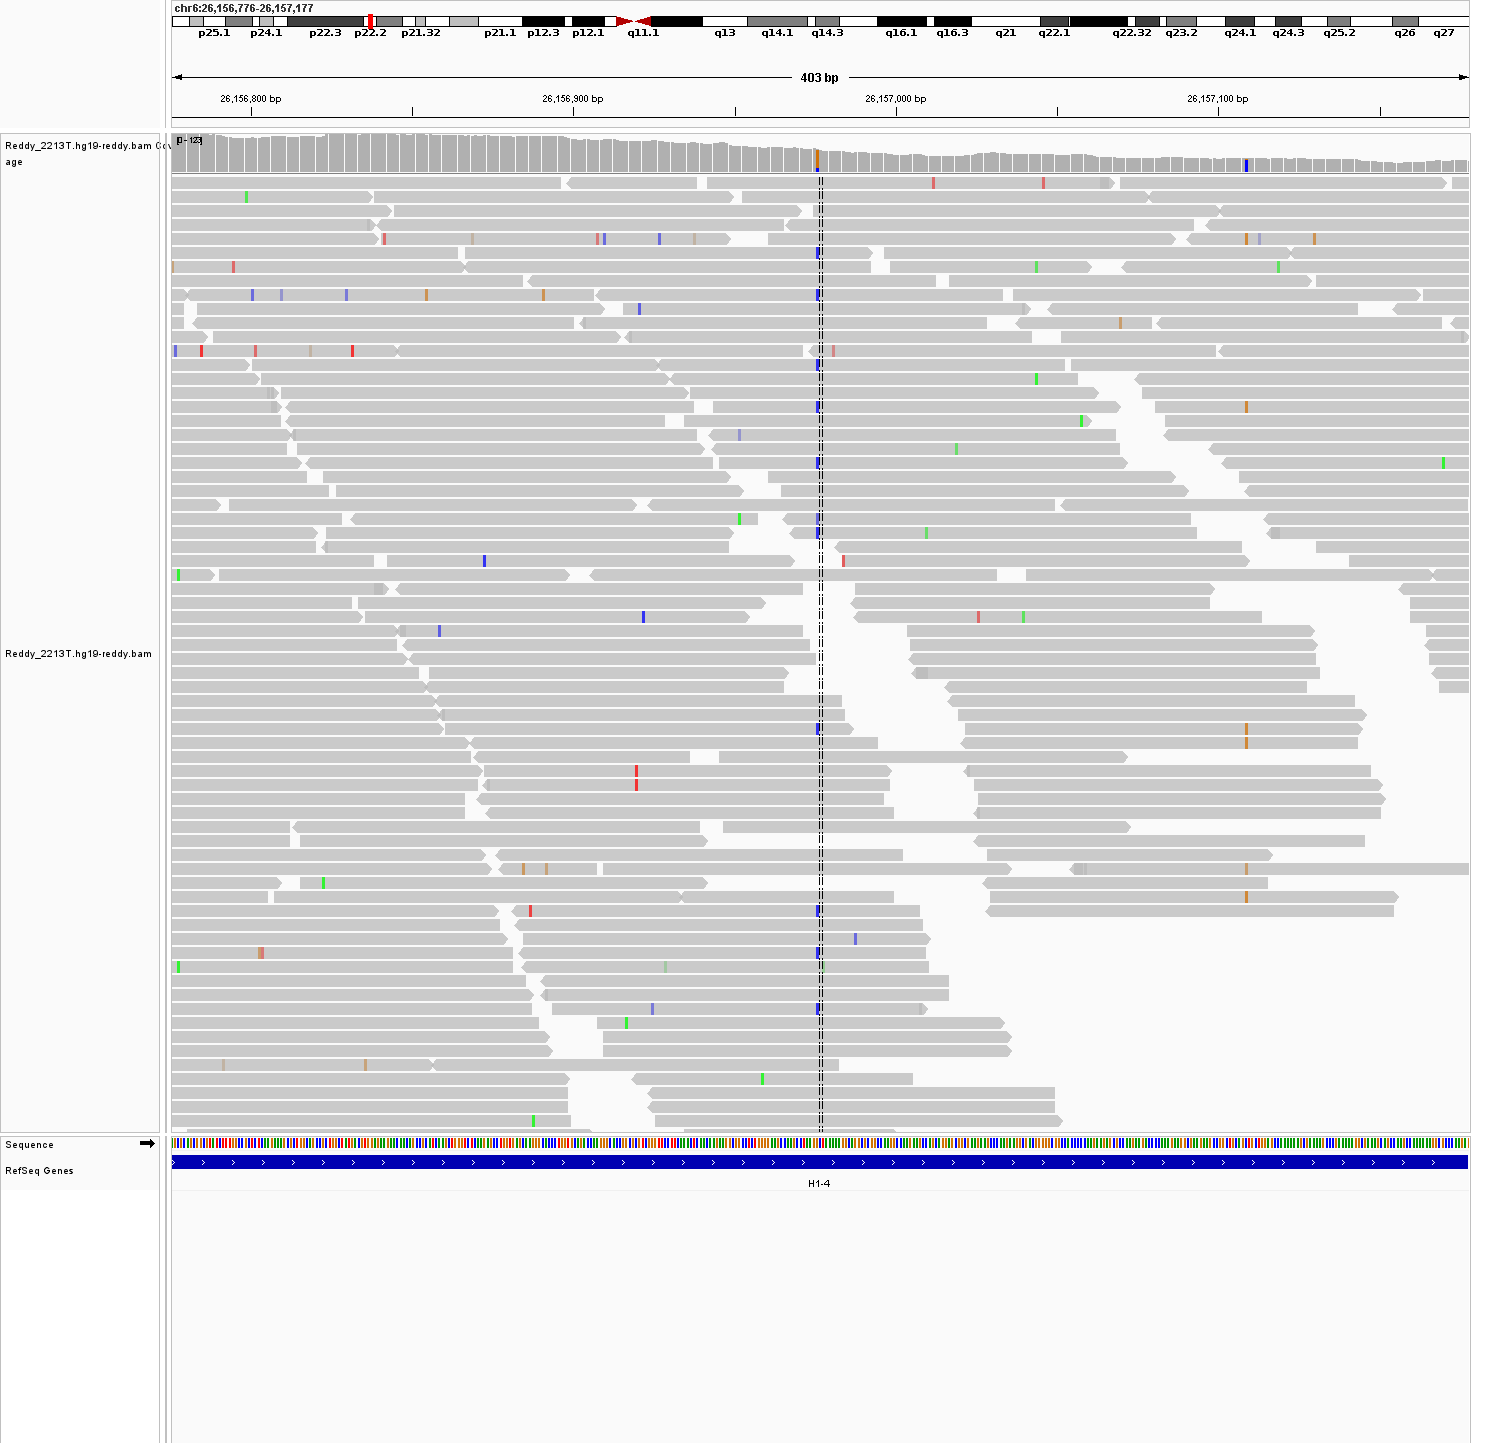 chr6:26,156,776-26,157,177
p25.1 p24.1 p22.3 p22.2 p21.32 p21.1 p12.3 p12.1 q11.1 q13 q14.1 q14.3 q16.1 q16.3 q21 q22.1 q22.32 q23.2 q24.1 q24.3 q25.2 q26 q27
403 bp
26,156,800 bp 26,156,900 bp 26,157,000 bp 26,157,100 bp
[0 - 123]
Reddy_2213T.hg19-reddy.bam Cov
age
Reddy_2213T.hg19-reddy.bam
Sequence
RefSeq Genes
H1-4